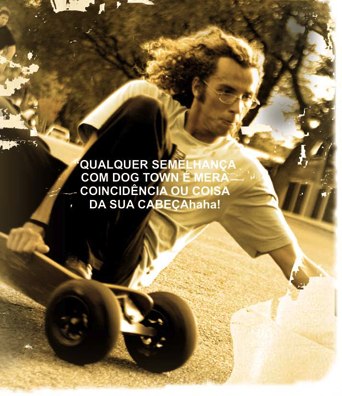 QUALQUER SEMELHANÇA
COM DOG TOWN É MERA
COINCIDÊNCIA OU COISA
DA SUA CABEÇAhaha!